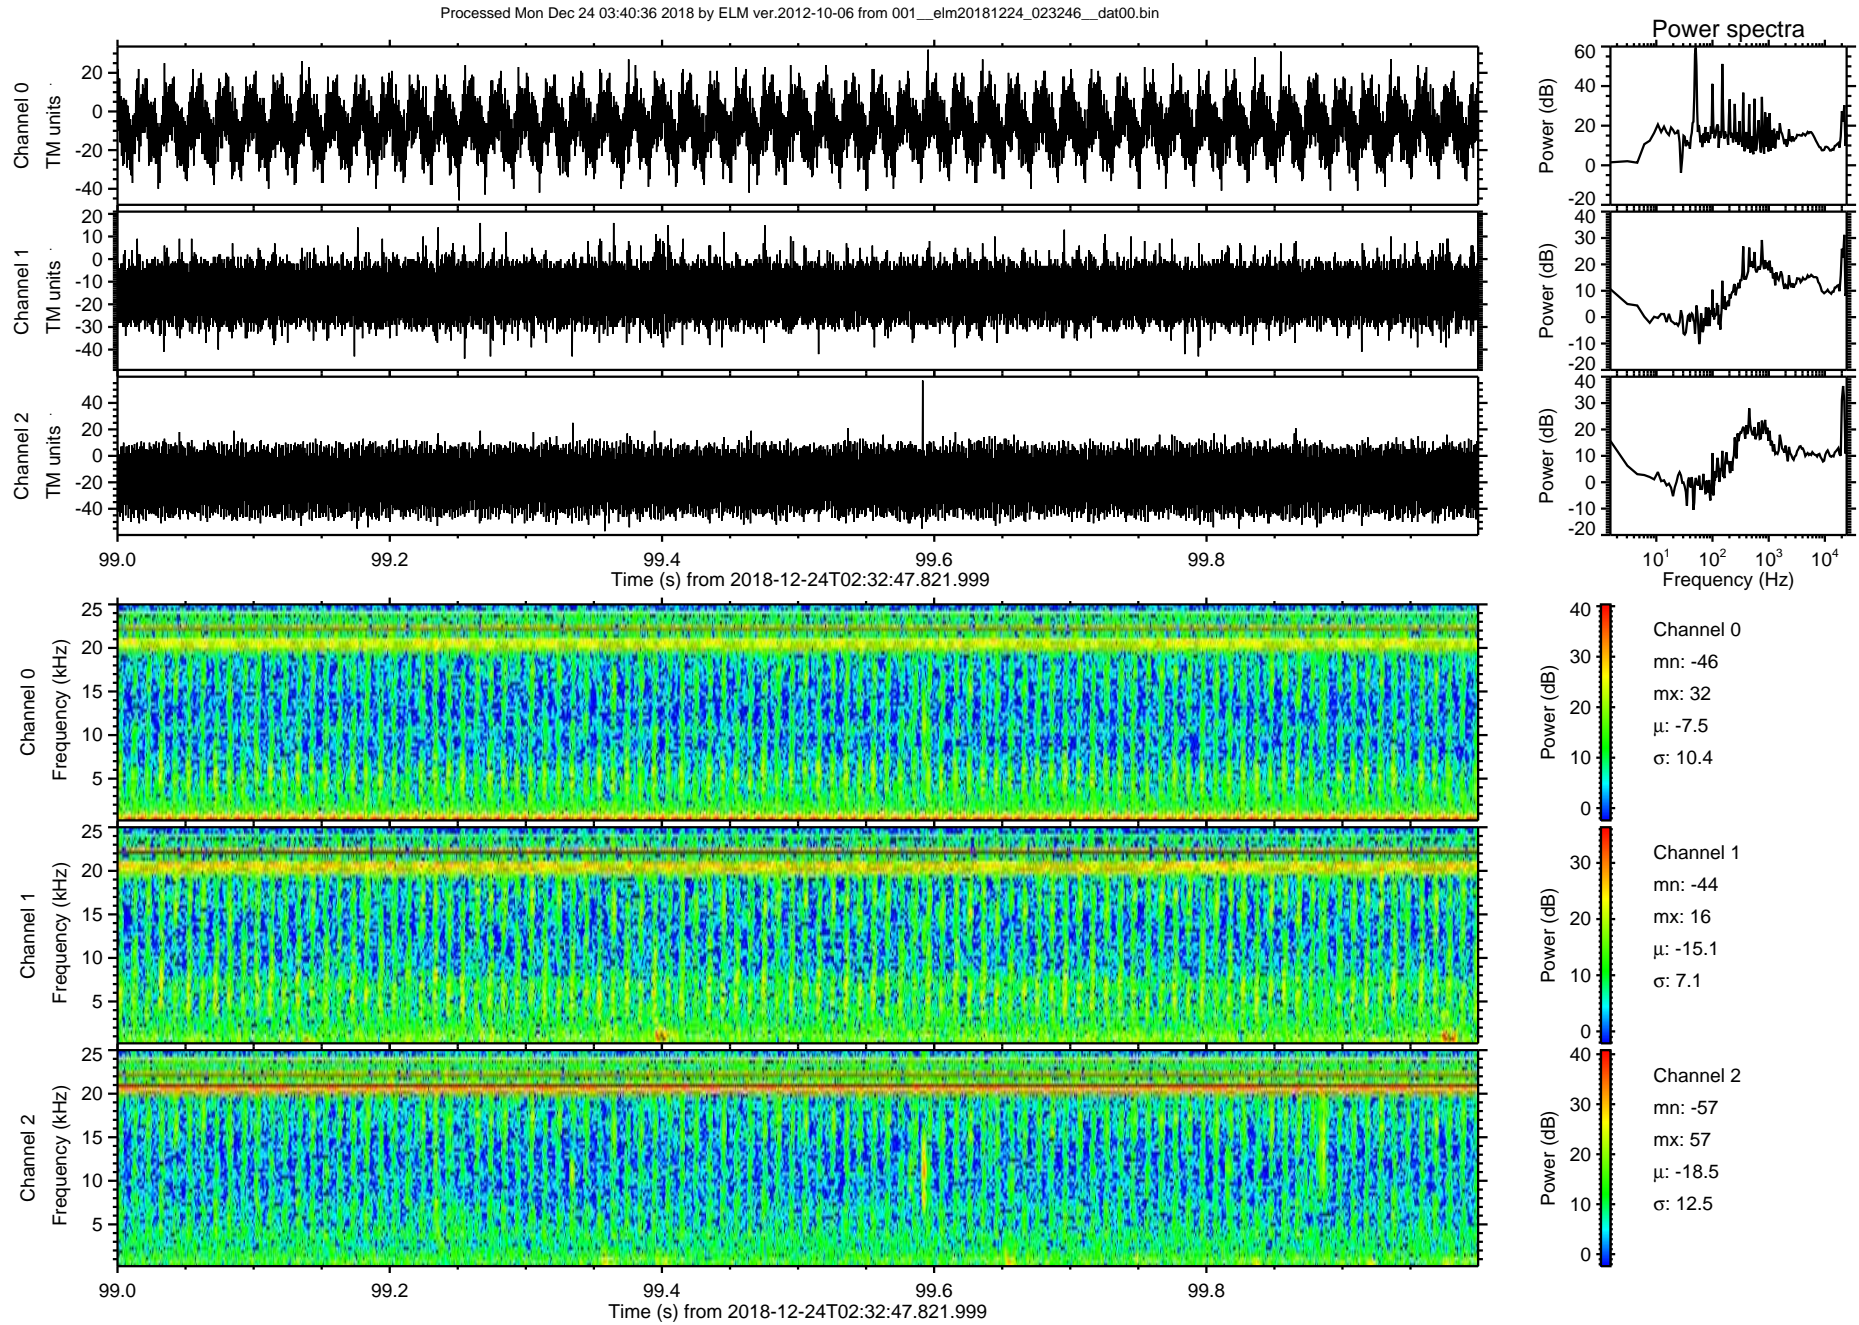 Processed Mon Dec 24 03:40:36 2018 by ELM ver.2012-10-06 from 001__elm20181224_023246__dat00.bin
Power spectra
Channel 0
TM units
20
0
-20
-40
Power (dB)
60
40
20
0
-20
Channel 1
TM units
20
10
0
-10
-20
-30
-40
Power (dB)
40
30
20
10
0
-10
-20
Channel 2
TM units
40
20
0
-20
-40
Power (dB)
40
30
20
10
0
-10
-20
99.0 99.2 99.4 99.6 99.8
Time (s) from 2018-12-24T02:32:47.821.999
10¹ 10² 10³ 10⁴
Frequency (Hz)
Channel 0
Frequency (kHz)
25
20
15
10
5
Power (dB)
40
30
20
10
0
Channel 0
mn: -46
mx: 32
μ: -7.5
σ: 10.4
Channel 1
Frequency (kHz)
25
20
15
10
5
Power (dB)
30
20
10
0
Channel 1
mn: -44
mx: 16
μ: -15.1
σ: 7.1
Channel 2
Frequency (kHz)
25
20
15
10
5
Power (dB)
40
30
20
10
0
Channel 2
mn: -57
mx: 57
μ: -18.5
σ: 12.5
99.0 99.2 99.4 99.6 99.8
Time (s) from 2018-12-24T02:32:47.821.999